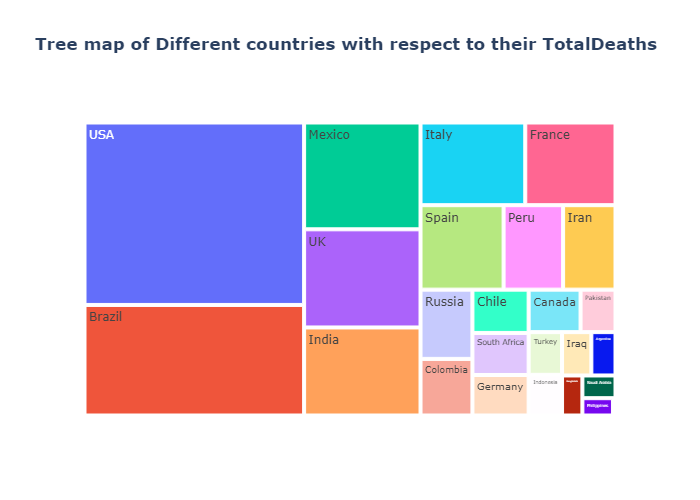 Tree map of Different countries with respect to their TotalDeaths
USA
Mexico
Italy
France
Spain
Peru
Iran
UK
Russia
Chile
Canada
Pakistan
Brazil
India
South Africa
Turkey
Iraq
Argentina
Colombia
Germany
Indonesia
Saudi Arabia
Philippines